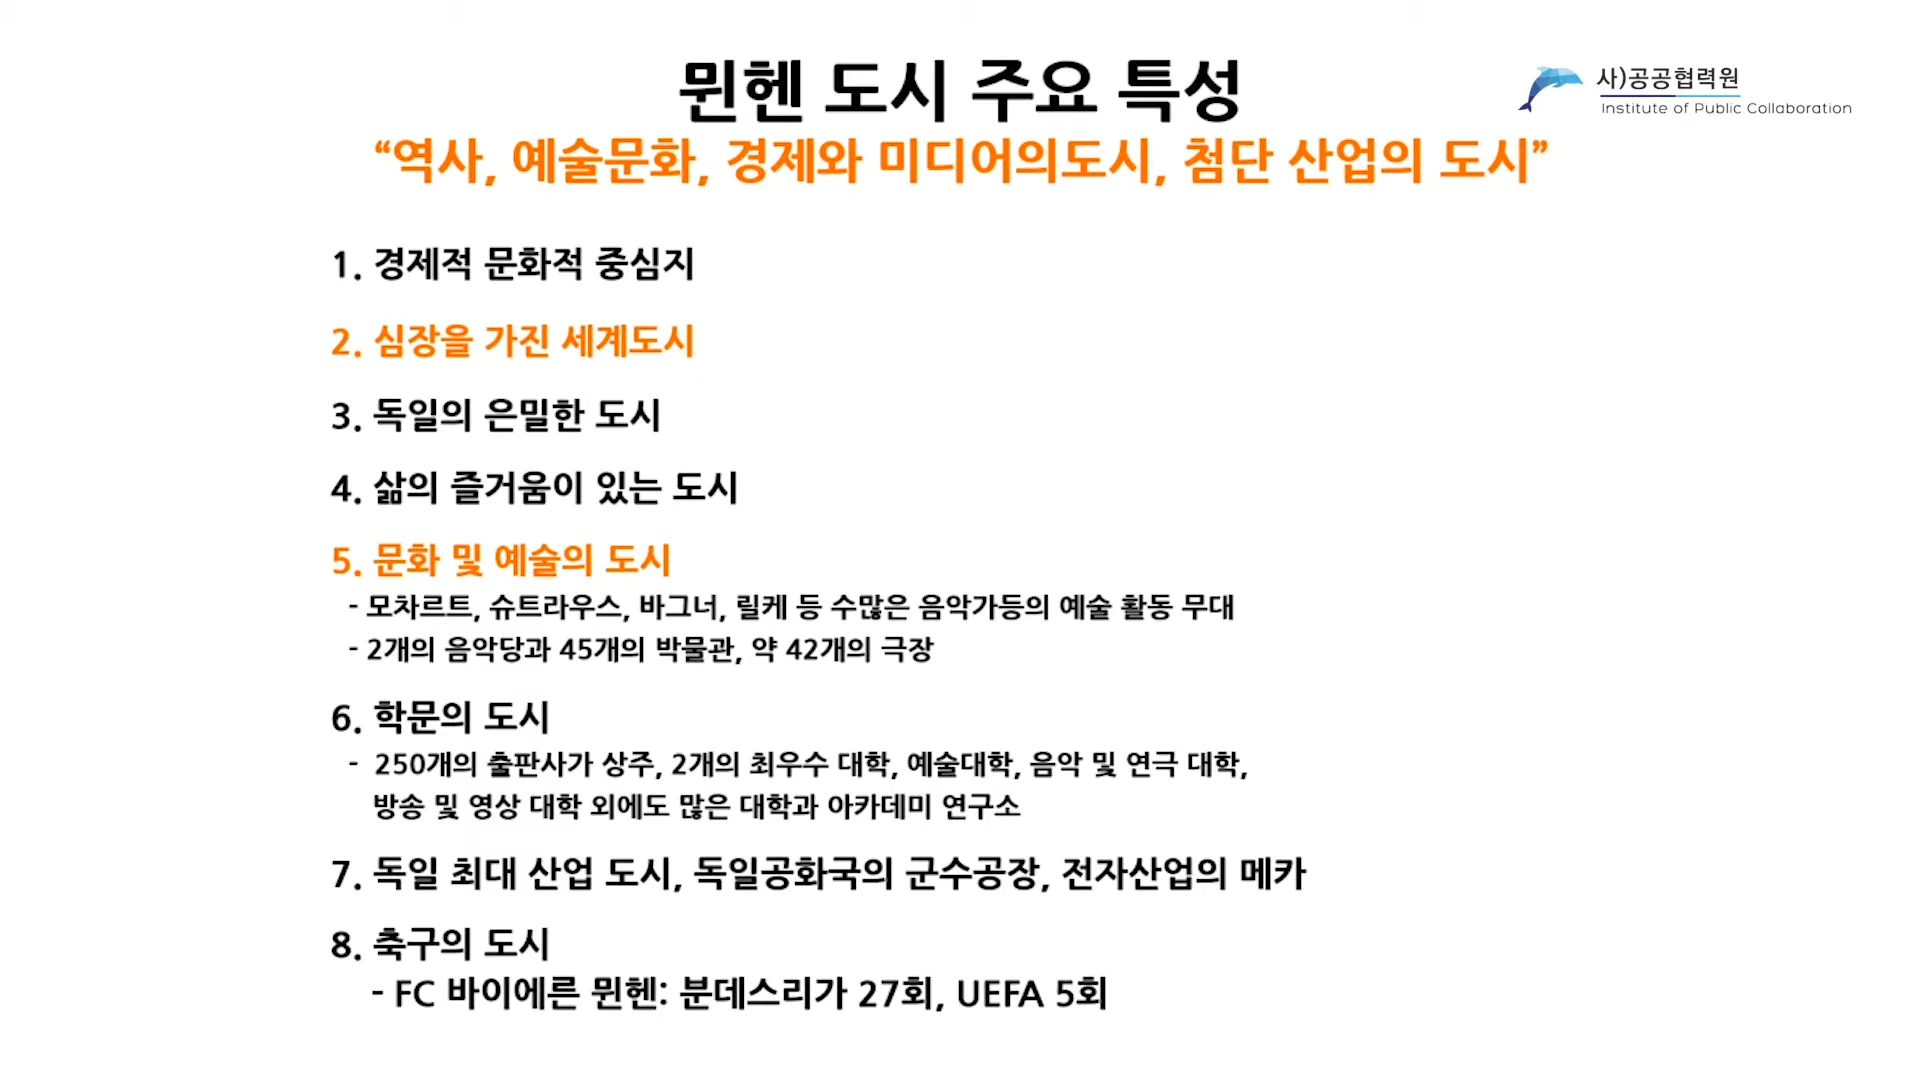 뮌헨 도시 주요 특성
사)공공협력원
Institute of Public Collaboration
“역사, 예술문화, 경제와 미디어의도시, 첨단 산업의 도시”
1. 경제적 문화적 중심지
2. 심장을 가진 세계도시
3. 독일의 은밀한 도시
4. 삶의 즐거움이 있는 도시
5. 문화 및 예술의 도시
- 모차르트, 슈트라우스, 바그너, 릴케 등 수많은 음악가등의 예술 활동 무대
- 2개의 음악당과 45개의 박물관, 약 42개의 극장
6. 학문의 도시
- 250개의 출판사가 상주, 2개의 최우수 대학, 예술대학, 음악 및 연극 대학,
방송 및 영상 대학 외에도 많은 대학과 아카데미 연구소
7. 독일 최대 산업 도시, 독일공화국의 군수공장, 전자산업의 메카
8. 축구의 도시
- FC 바이에른 뮌헨: 분데스리가 27회, UEFA 5회